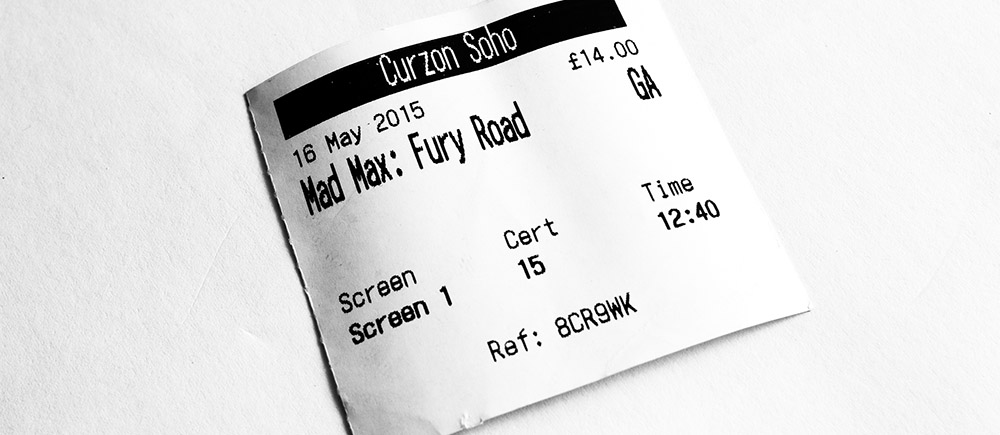 Curzon Soho
16 May 2015 £14.00
Mad Max: Fury Road GA
Screen Cert Time
Screen 1 15 12:40
Ref: 8CR9WK